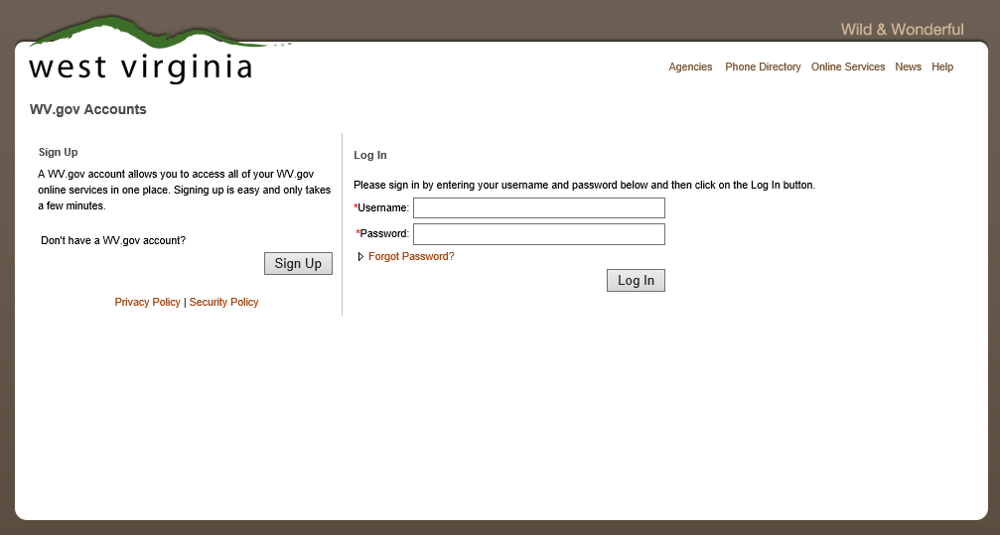 Wild & Wonderful
west virginia
Agencies Phone Directory Online Services News Help
WV.gov Accounts
Sign Up
A WV.gov account allows you to access all of your WV.gov
online services in one place. Signing up is easy and only takes
a few minutes.
Don't have a WV.gov account?
Sign Up
Privacy Policy | Security Policy
Log In
Please sign in by entering your username and password below and then click on the Log In button.
*Username:
*Password:
Forgot Password?
Log In